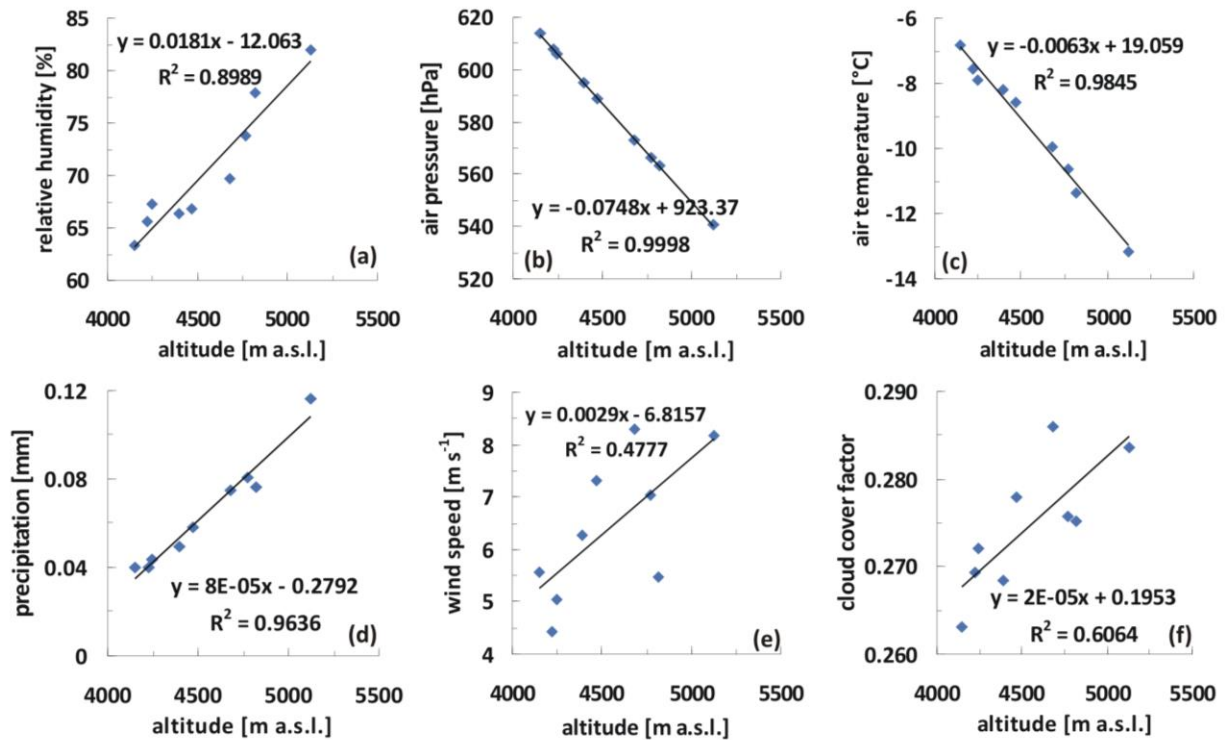 relative humidity [%]
85
80
75
70
65
60
y = 0.0181x - 12.063
R² = 0.8989
(a)
4000 4500 5000 5500
altitude [m a.s.l.]
air pressure [hPa]
620
600
580
560
540
520
y = -0.0748x + 923.37
R² = 0.9998
(b)
4000 4500 5000 5500
altitude [m a.s.l.]
air temperature [°C]
-6
-8
-10
-12
-14
y = -0.0063x + 19.059
R² = 0.9845
(c)
4000 4500 5000 5500
altitude [m a.s.l.]
precipitation [mm]
0.12
0.08
0.04
0
y = 8E-05x - 0.2792
R² = 0.9636
(d)
4000 4500 5000 5500
altitude [m a.s.l.]
wind speed [m s⁻¹]
9
8
7
6
5
4
y = 0.0029x - 6.8157
R² = 0.4777
(e)
4000 4500 5000 5500
altitude [m a.s.l.]
cloud cover factor
0.290
0.280
0.270
0.260
y = 2E-05x + 0.1953
R² = 0.6064
(f)
4000 4500 5000 5500
altitude [m a.s.l.]